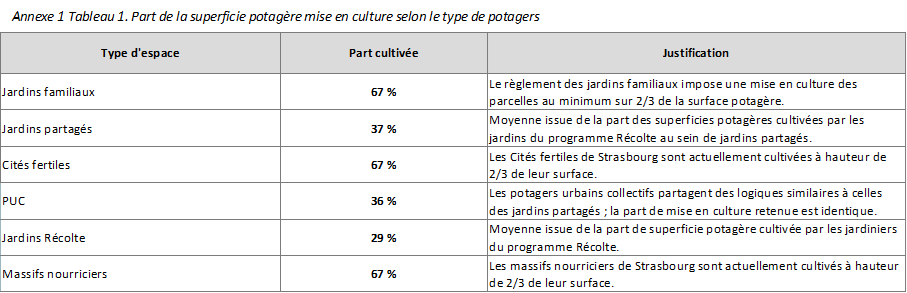 Annexe 1 Tableau 1. Part de la superficie potagère mise en culture selon le type de potagers
Type d'espace Part cultivée Justification
Jardins familiaux 67 % Le règlement des jardins familiaux impose une mise en culture des
parcelles au minimum sur 2/3 de la surface potagère.
Jardins partagés 37 % Moyenne issue de la part des superficies potagères cultivées par les
jardins du programme Récolte au sein de jardins partagés.
Cités fertiles 67 % Les Cités fertiles de Strasbourg sont actuellement cultivées à hauteur de
2/3 de leur surface.
PUC 36 % Les potagers urbains collectifs partagent des logiques similaires à celles
des jardins partagés ; la part de mise en culture retenue est identique.
Jardins Récolte 29 % Moyenne issue de la part de superficie potagère cultivée par les jardiniers
du programme Récolte.
Massifs nourriciers 67 % Les massifs nourriciers de Strasbourg sont actuellement cultivés à hauteur
de 2/3 de leur surface.